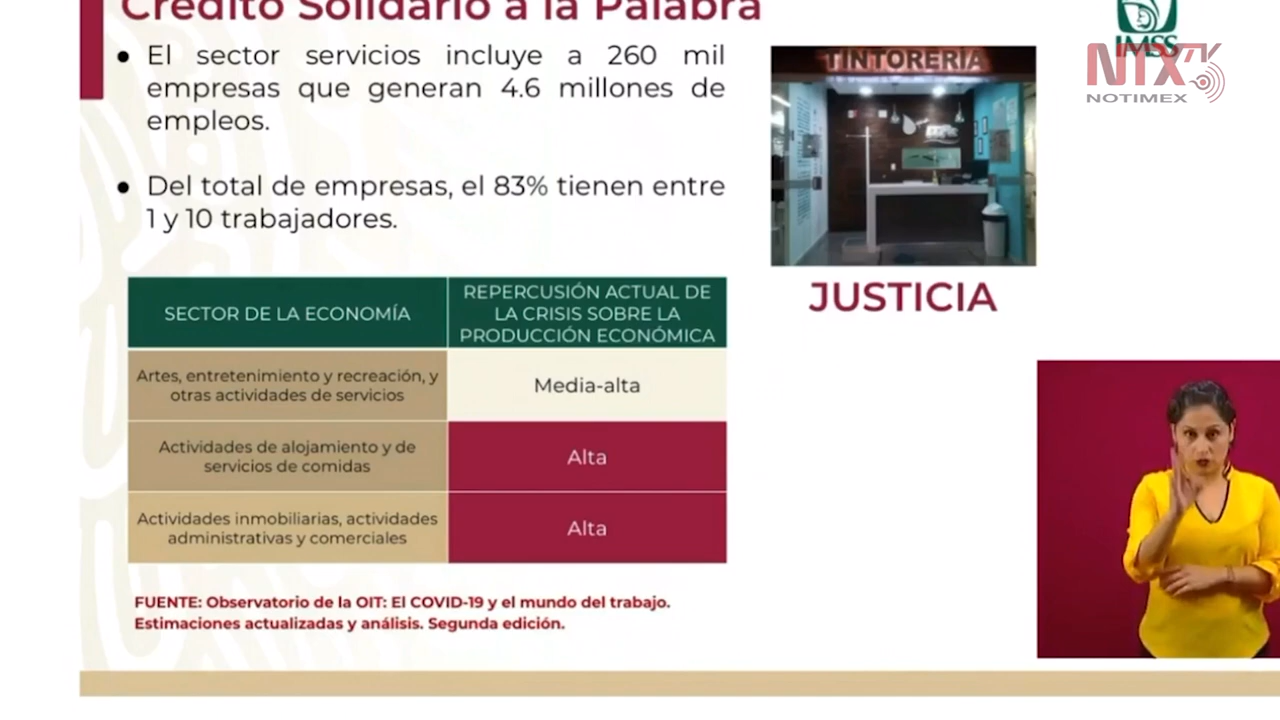 Crédito Solidario a la Palabra
● El sector servicios incluye a 260 mil
empresas que generan 4.6 millones de
empleos.
● Del total de empresas, el 83% tienen entre
1 y 10 trabajadores.
SECTOR DE LA ECONOMÍA
REPERCUSIÓN ACTUAL DE
LA CRISIS SOBRE LA
PRODUCCIÓN ECONÓMICA
Artes, entretenimiento y recreación, y
otras actividades de servicios
Media-alta
Actividades de alojamiento y de
servicios de comidas
Alta
Actividades inmobiliarias, actividades
administrativas y comerciales
Alta
FUENTE: Observatorio de la OIT: El COVID-19 y el mundo del trabajo.
Estimaciones actualizadas y análisis. Segunda edición.
TINTORERIA
JUSTICIA
IMSS
NTX
NOTIMEX